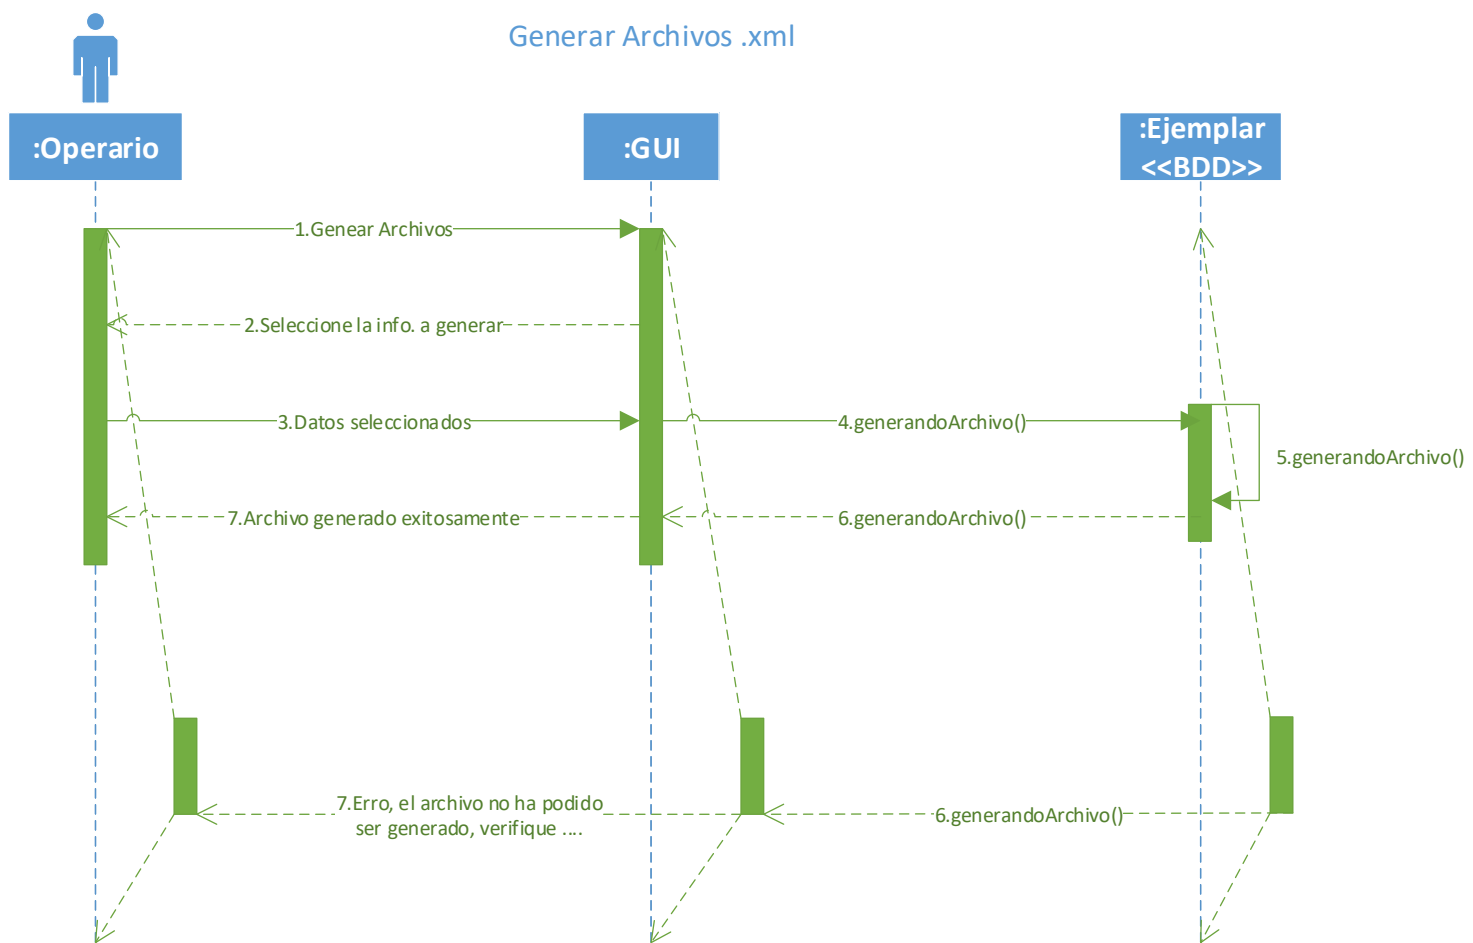 Generar Archivos .xml
:Operario
:GUI
:Ejemplar
<<BDD>>
1.Genear Archivos
2.Seleccione la info. a generar
3.Datos seleccionados
4.generandoArchivo()
5.generandoArchivo()
7.Archivo generado exitosamente
6.generandoArchivo()
7.Erro, el archivo no ha podido
ser generado, verifique ....
6.generandoArchivo()